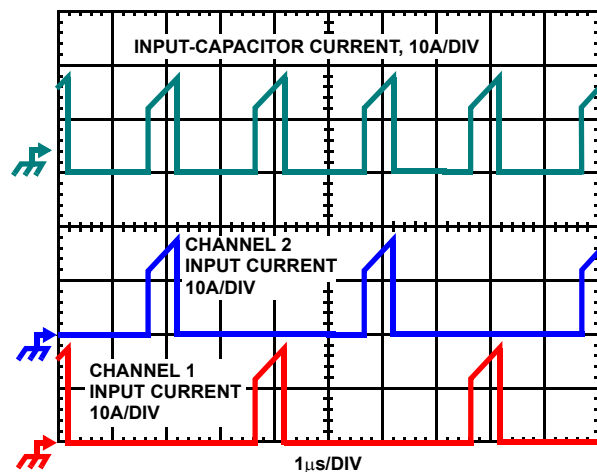 INPUT-CAPACITOR CURRENT, 10A/DIV
CHANNEL 2
INPUT CURRENT
10A/DIV
CHANNEL 1
INPUT CURRENT
10A/DIV
1μs/DIV